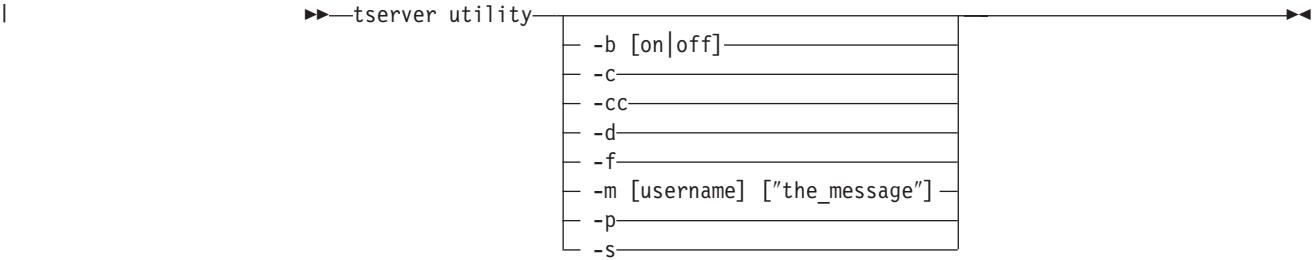 tserver utility
-b [on|off]
-c
-cc
-d
-f
-m [username] [″the_message″]
-p
-s